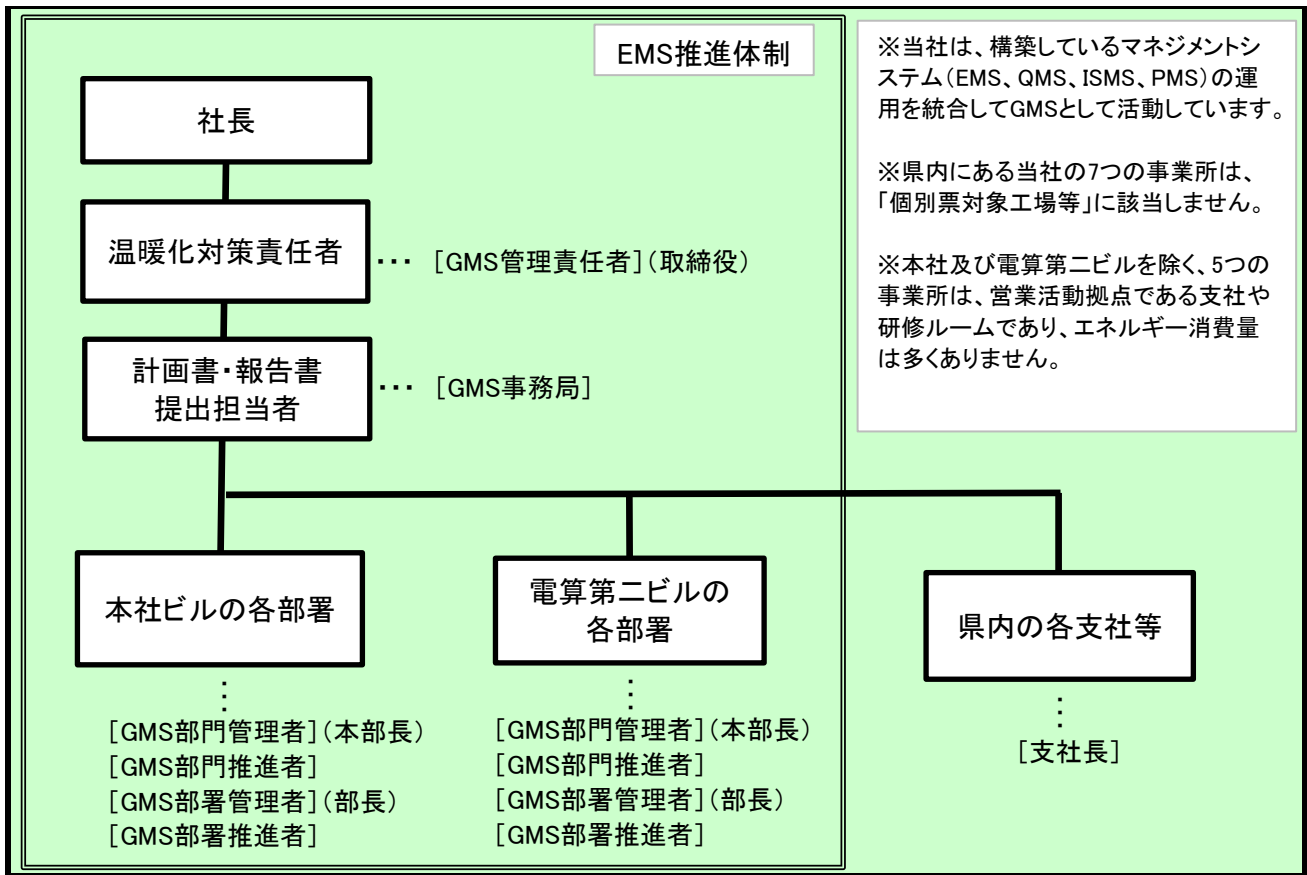 EMS推進体制
社長
温暖化対策責任者
･･･ [GMS管理責任者](取締役)
計画書・報告書
提出担当者
･･･ [GMS事務局]
本社ビルの各部署
[GMS部門管理者](本部長)
[GMS部門推進者]
[GMS部署管理者](部長)
[GMS部署推進者]
電算第二ビルの
各部署
[GMS部門管理者](本部長)
[GMS部門推進者]
[GMS部署管理者](部長)
[GMS部署推進者]
県内の各支社等
[支社長]
※当社は、構築しているマネジメントシ
ステム(EMS、QMS、ISMS、PMS)の運
用を統合してGMSとして活動しています。
※県内にある当社の7つの事業所は、
「個別票対象工場等」に該当しません。
※本社及び電算第二ビルを除く、5つの
事業所は、営業活動拠点である支社や
研修ルームであり、エネルギー消費量
は多くありません。